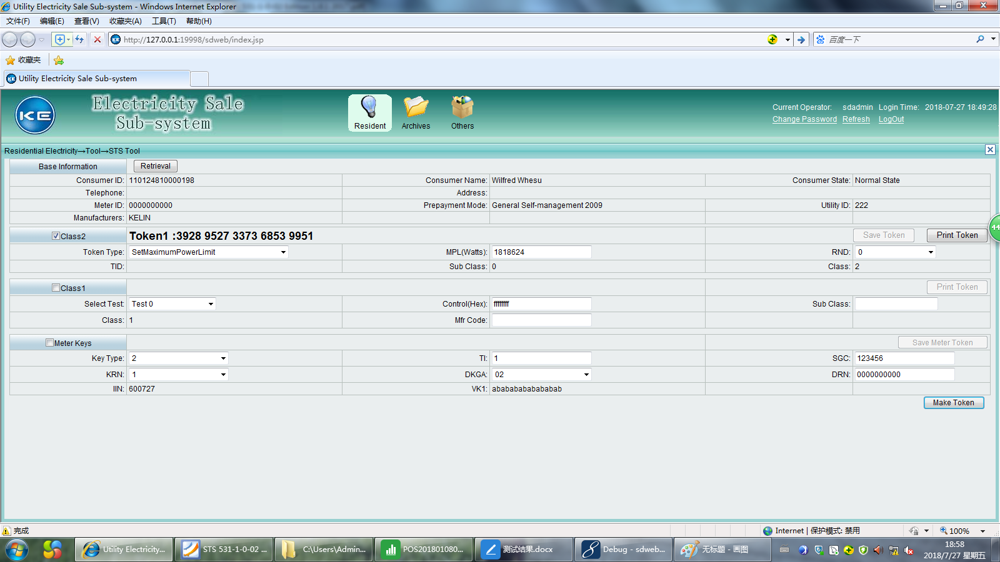 Utility Electricity Sale Sub-system - Windows Internet Explorer
文件(F) 编辑(E) 查看(V) 收藏夹(A) 工具(T) 帮助(H)
http://127.0.0.1:19998/sdweb/index.jsp 百度一下
收藏夹
Utility Electricity Sale Sub-system
KE
Electricity Sale
Sub-system
Resident Archives Others
Current Operator: sdadmin Login Time: 2018-07-27 18:49:28
Change Password Refresh LogOut
Residential Electricity→Tool→STS Tool
Base Information Retrieval
Consumer ID: 110124810000198 Consumer Name: Wilfred Whesu Consumer State: Normal State
Telephone: Address:
Meter ID: 0000000000 Prepayment Mode: General Self-management 2009 Utility ID: 222
Manufacturers: KELIN
44
Class2 Token1 :3928 9527 3373 6853 9951 Save Token Print Token
Token Type: SetMaximumPowerLimit MPL(Watts): 1818624 RND: 0
TID: Sub Class: 0 Class: 2
Class1 Print Token
Select Test: Test 0 Control(Hex): ffffffff Sub Class:
Class: 1 Mfr Code:
Meter Keys Save Meter Token
Key Type: 2 TI: 1 SGC: 123456
KRN: 1 DKGA: 02 DRN: 0000000000
IIN: 600727 VK1: abababababababab
Make Token
完成 Internet | 保护模式: 禁用 100%
Utility Electricity... STS 531-1-0-02 ... C:\Users\Admin... POS201801080... 测试结果.docx Debug - sdweb... 无标题 - 画图
18:58
2018/7/27 星期五